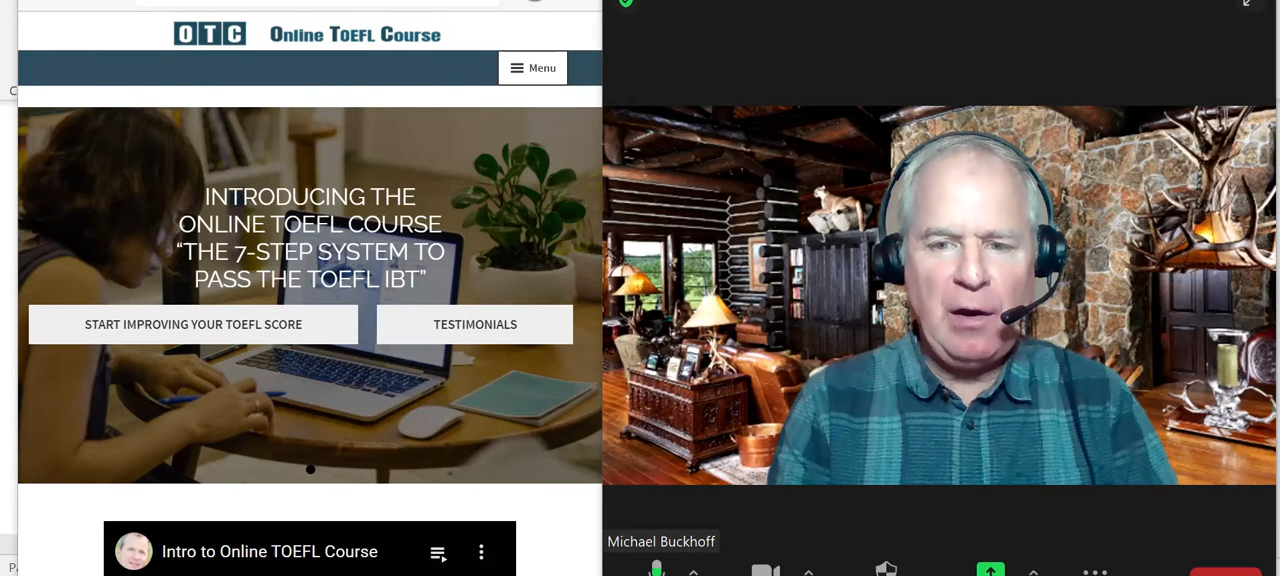 OTC Online TOEFL Course
Menu
INTRODUCING THE
ONLINE TOEFL COURSE
“THE 7-STEP SYSTEM TO
PASS THE TOEFL IBT”
START IMPROVING YOUR TOEFL SCORE
TESTIMONIALS
Intro to Online TOEFL Course
Michael Buckhoff